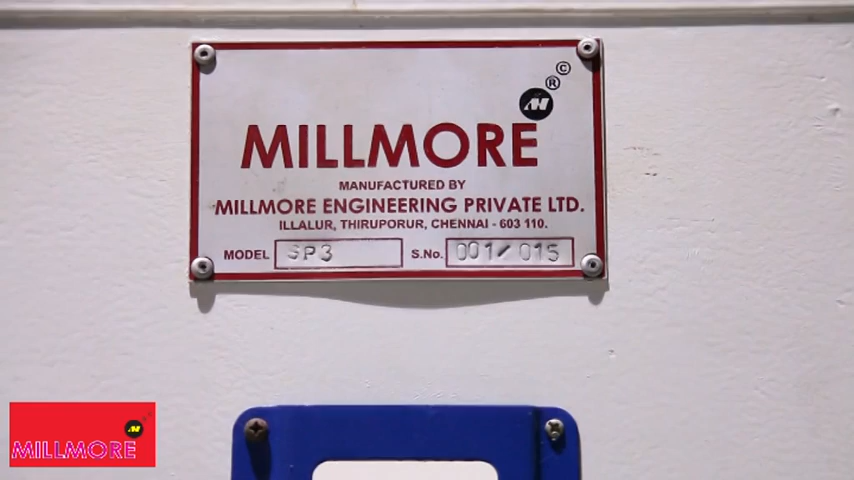 ©
®
MILLMORE
MANUFACTURED BY
MILLMORE ENGINEERING PRIVATE LTD.
ILLALUR, THIRUPORUR, CHENNAI - 603 110.
MODEL SP3 S.No. 001/015
MILLMORE